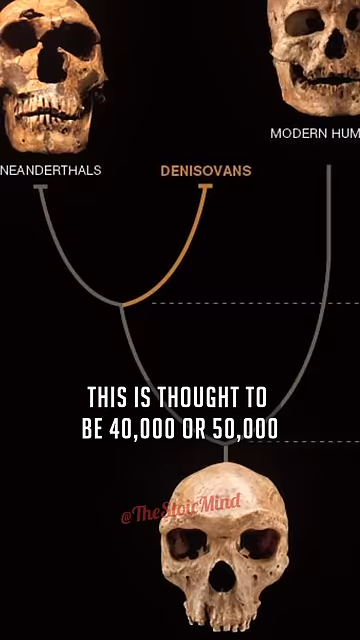 NEANDERTHALS
DENISOVANS
MODERN HUM
THIS IS THOUGHT TO
BE 40,000 OR 50,000
@TheStoicMind